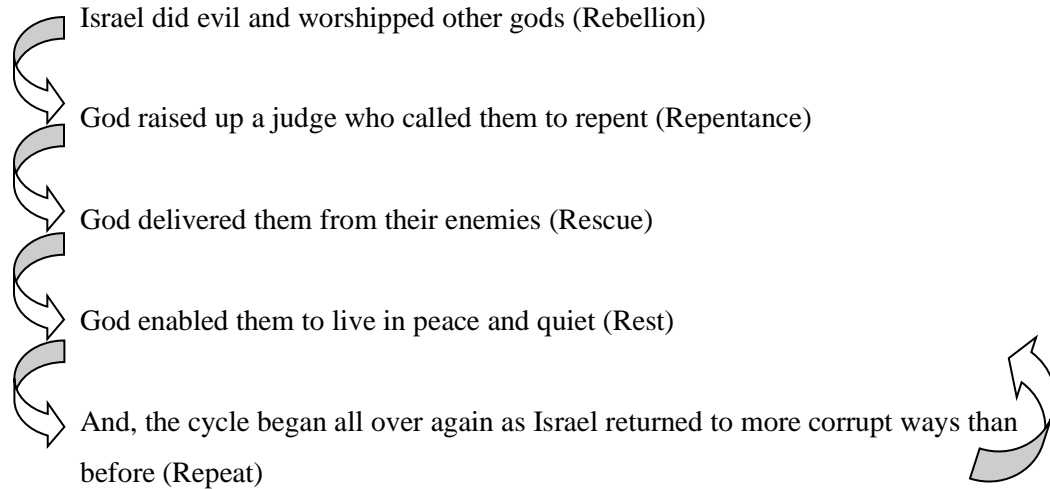 Israel did evil and worshipped other gods (Rebellion)
God raised up a judge who called them to repent (Repentance)
God delivered them from their enemies (Rescue)
God enabled them to live in peace and quiet (Rest)
And, the cycle began all over again as Israel returned to more corrupt ways than
before (Repeat)